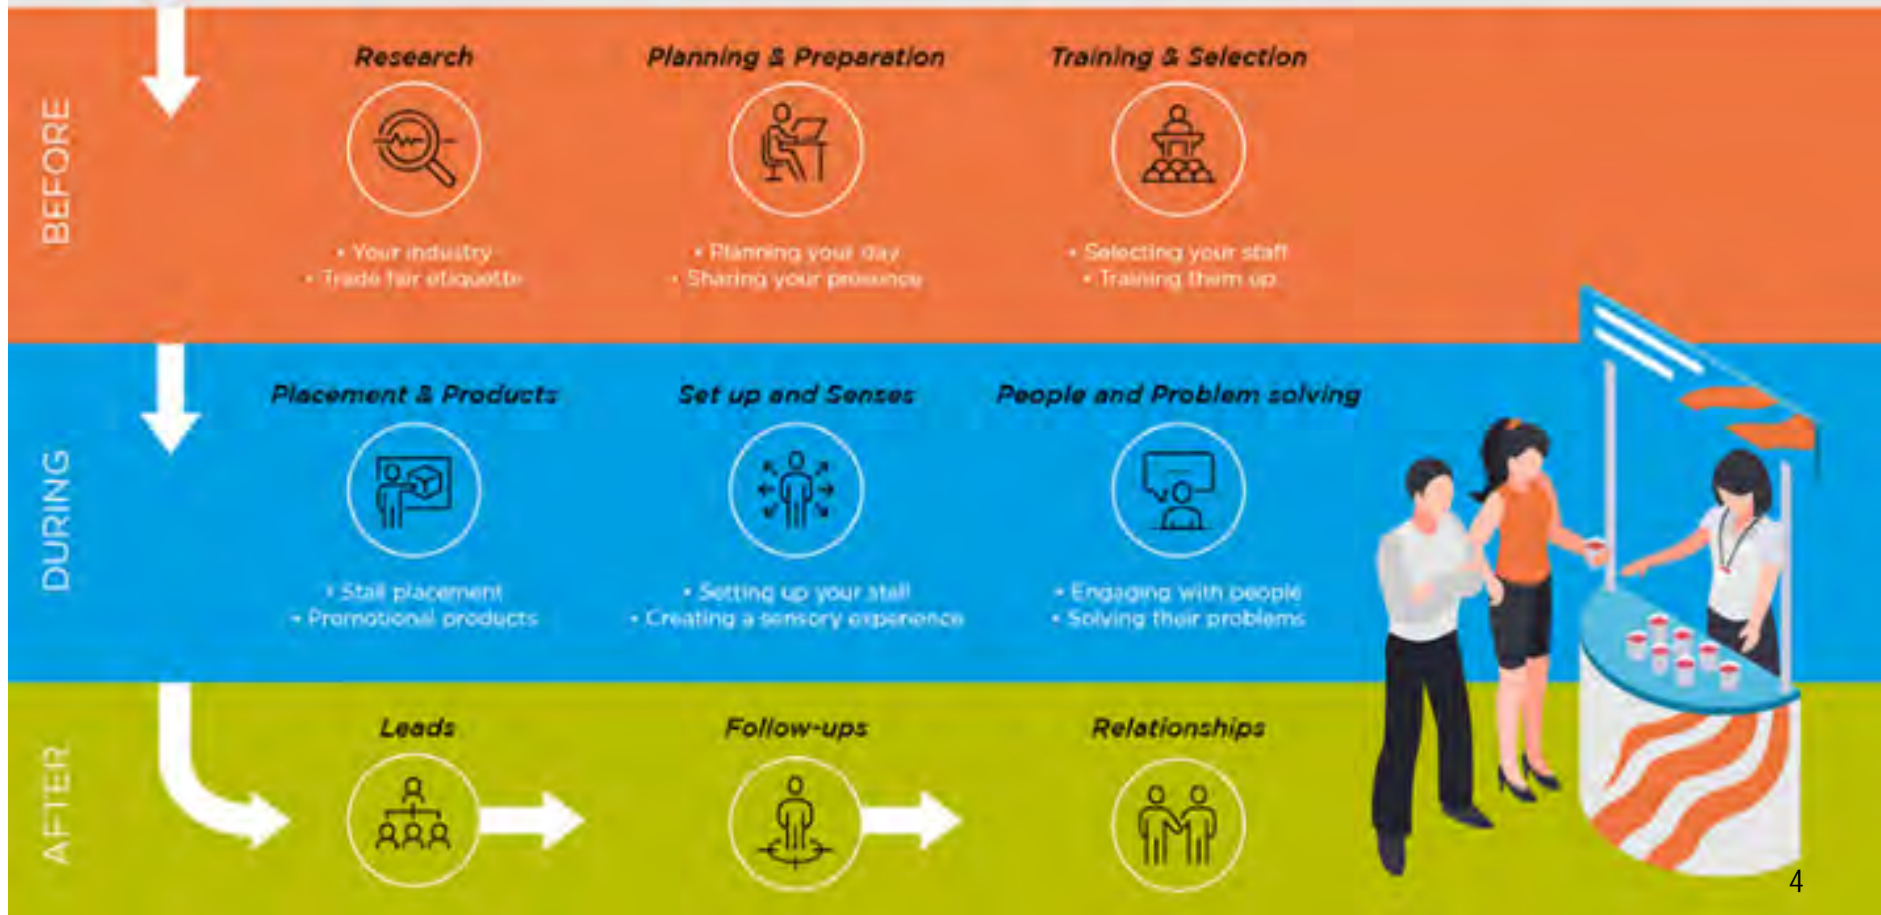 BEFORE
Research
Planning & Preparation
Training & Selection
• Your industry
• Trade fair etiquette
• Planning your day
• Sharing your presence
• Selecting your staff
• Training them up
DURING
Placement & Products
Set up and Senses
People and Problem solving
• Stall placement
• Promotional products
• Setting up your stall
• Creating a sensory experience
• Engaging with people
• Solving their problems
AFTER
Leads
Follow-ups
Relationships
4